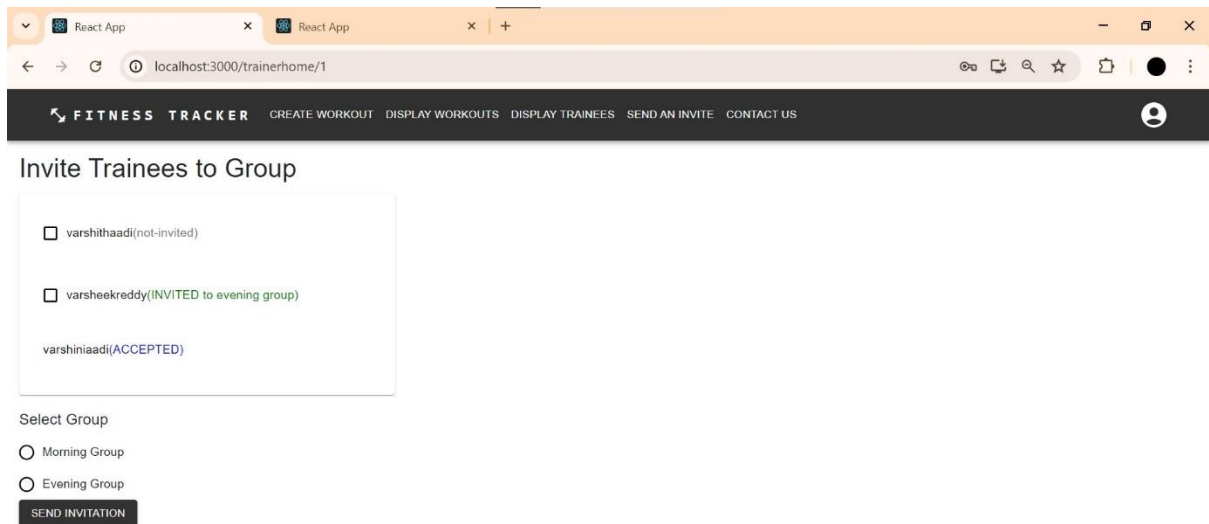 React App
React App
localhost:3000/trainerhome/1
FITNESS TRACKER CREATE WORKOUT DISPLAY WORKOUTS DISPLAY TRAINEES SEND AN INVITE CONTACT US
Invite Trainees to Group
varshithaadi(not-invited)
varsheekreddy(INVITED to evening group)
varshiniaadi(ACCEPTED)
Select Group
Morning Group
Evening Group
SEND INVITATION